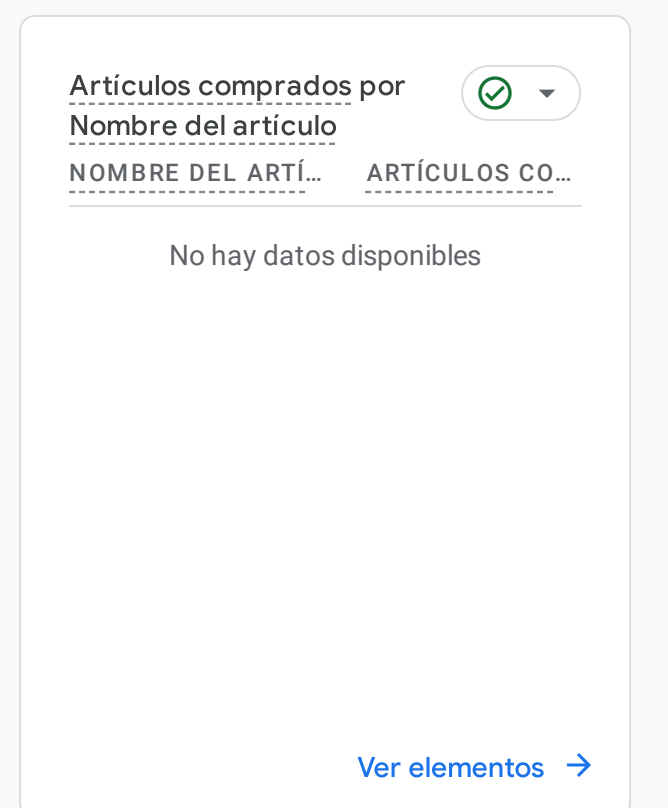 Artículos comprados por
Nombre del artículo
NOMBRE DEL ARTÍ… ARTÍCULOS CO…
No hay datos disponibles
Ver elementos